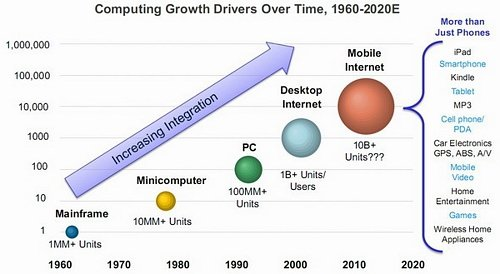 Computing Growth Drivers Over Time, 1960-2020E
More than
Just Phones
1,000,000
100,000
10,000
1000
100
10
1
Increasing Integration
Mainframe
1MM+ Units
Minicomputer
10MM+ Units
PC
100MM+
Units
Desktop
Internet
1B+ Units/
Users
Mobile
Internet
10B+
Units???
iPad
Smartphone
Kindle
Tablet
MP3
Cell phone/
PDA
Car Electronics
GPS, ABS, A/V
Mobile
Video
Home
Entertainment
Games
Wireless Home
Appliances
1960
1970
1980
1990
2000
2010
2020